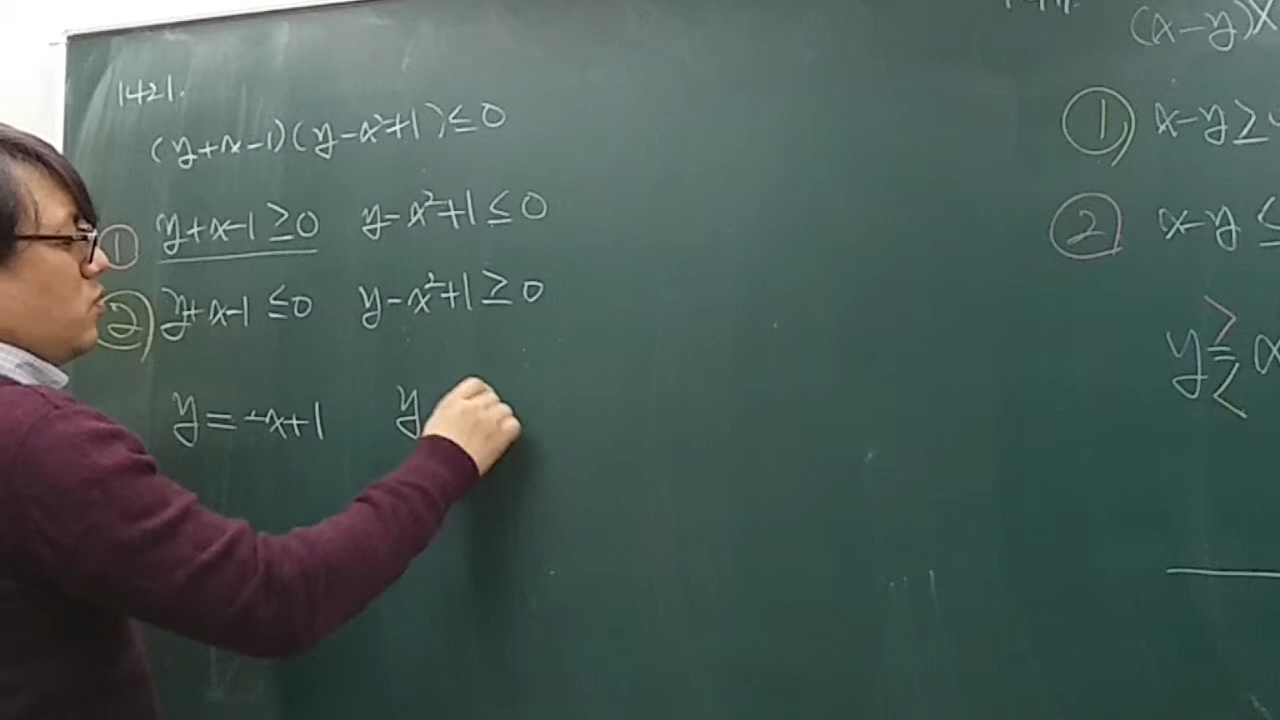 1421.
(y+x-1)(y-x²+1)≤0
① y+x-1≥0 y-x²+1≤0
② y+x-1≤0 y-x²+1≥0
y=-x+1 y
(x-y)x
① x-y≥
② x-y≤
y≥
≤